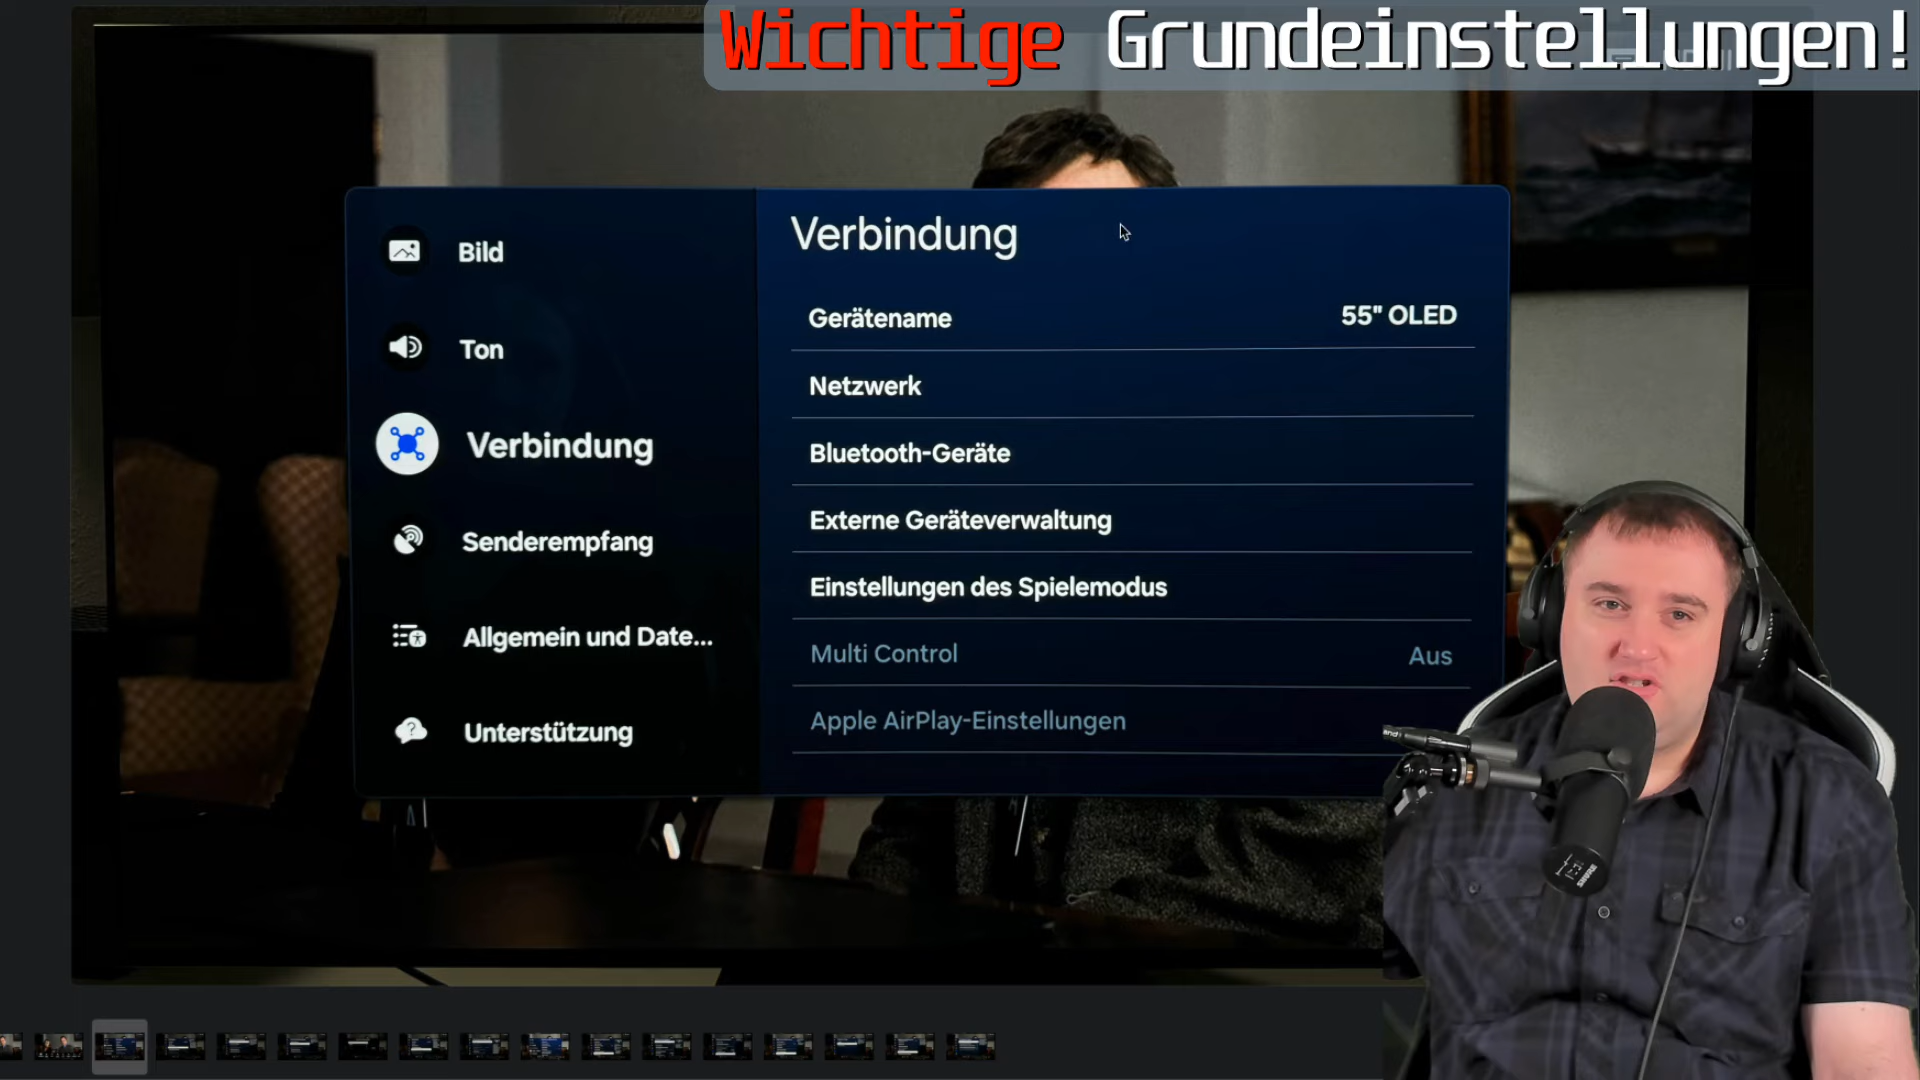 Wichtige Grundeinstellungen!
Bild
Ton
Verbindung
Senderempfang
Allgemein und Date...
Unterstützung
Verbindung
Gerätename 55" OLED
Netzwerk
Bluetooth-Geräte
Externe Geräteverwaltung
Einstellungen des Spielemodus
Multi Control Aus
Apple AirPlay-Einstellungen
SHURE